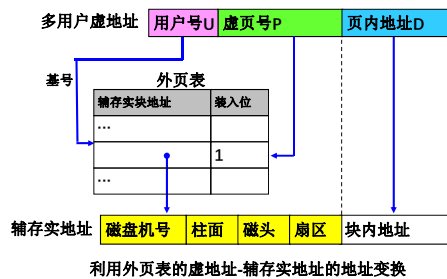 多用户虚地址 用户号U 虚页号P 页内地址D
基号
外页表
辅存实块地址 装入位
...
1
...
辅存实地址 磁盘机号 柱面 磁头 扇区 块内地址
利用外页表的虚地址-辅存实地址的地址变换